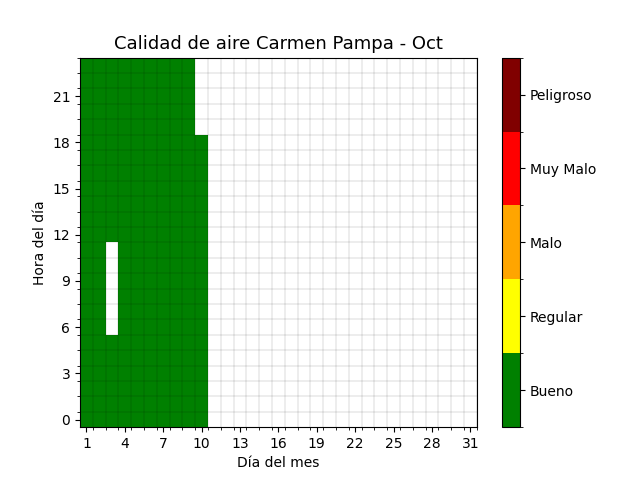 Calidad de aire Carmen Pampa - Oct
Hora del día
21
18
15
12
9
6
3
0
1 4 7 10 13 16 19 22 25 28 31
Día del mes
Peligroso
Muy Malo
Malo
Regular
Bueno